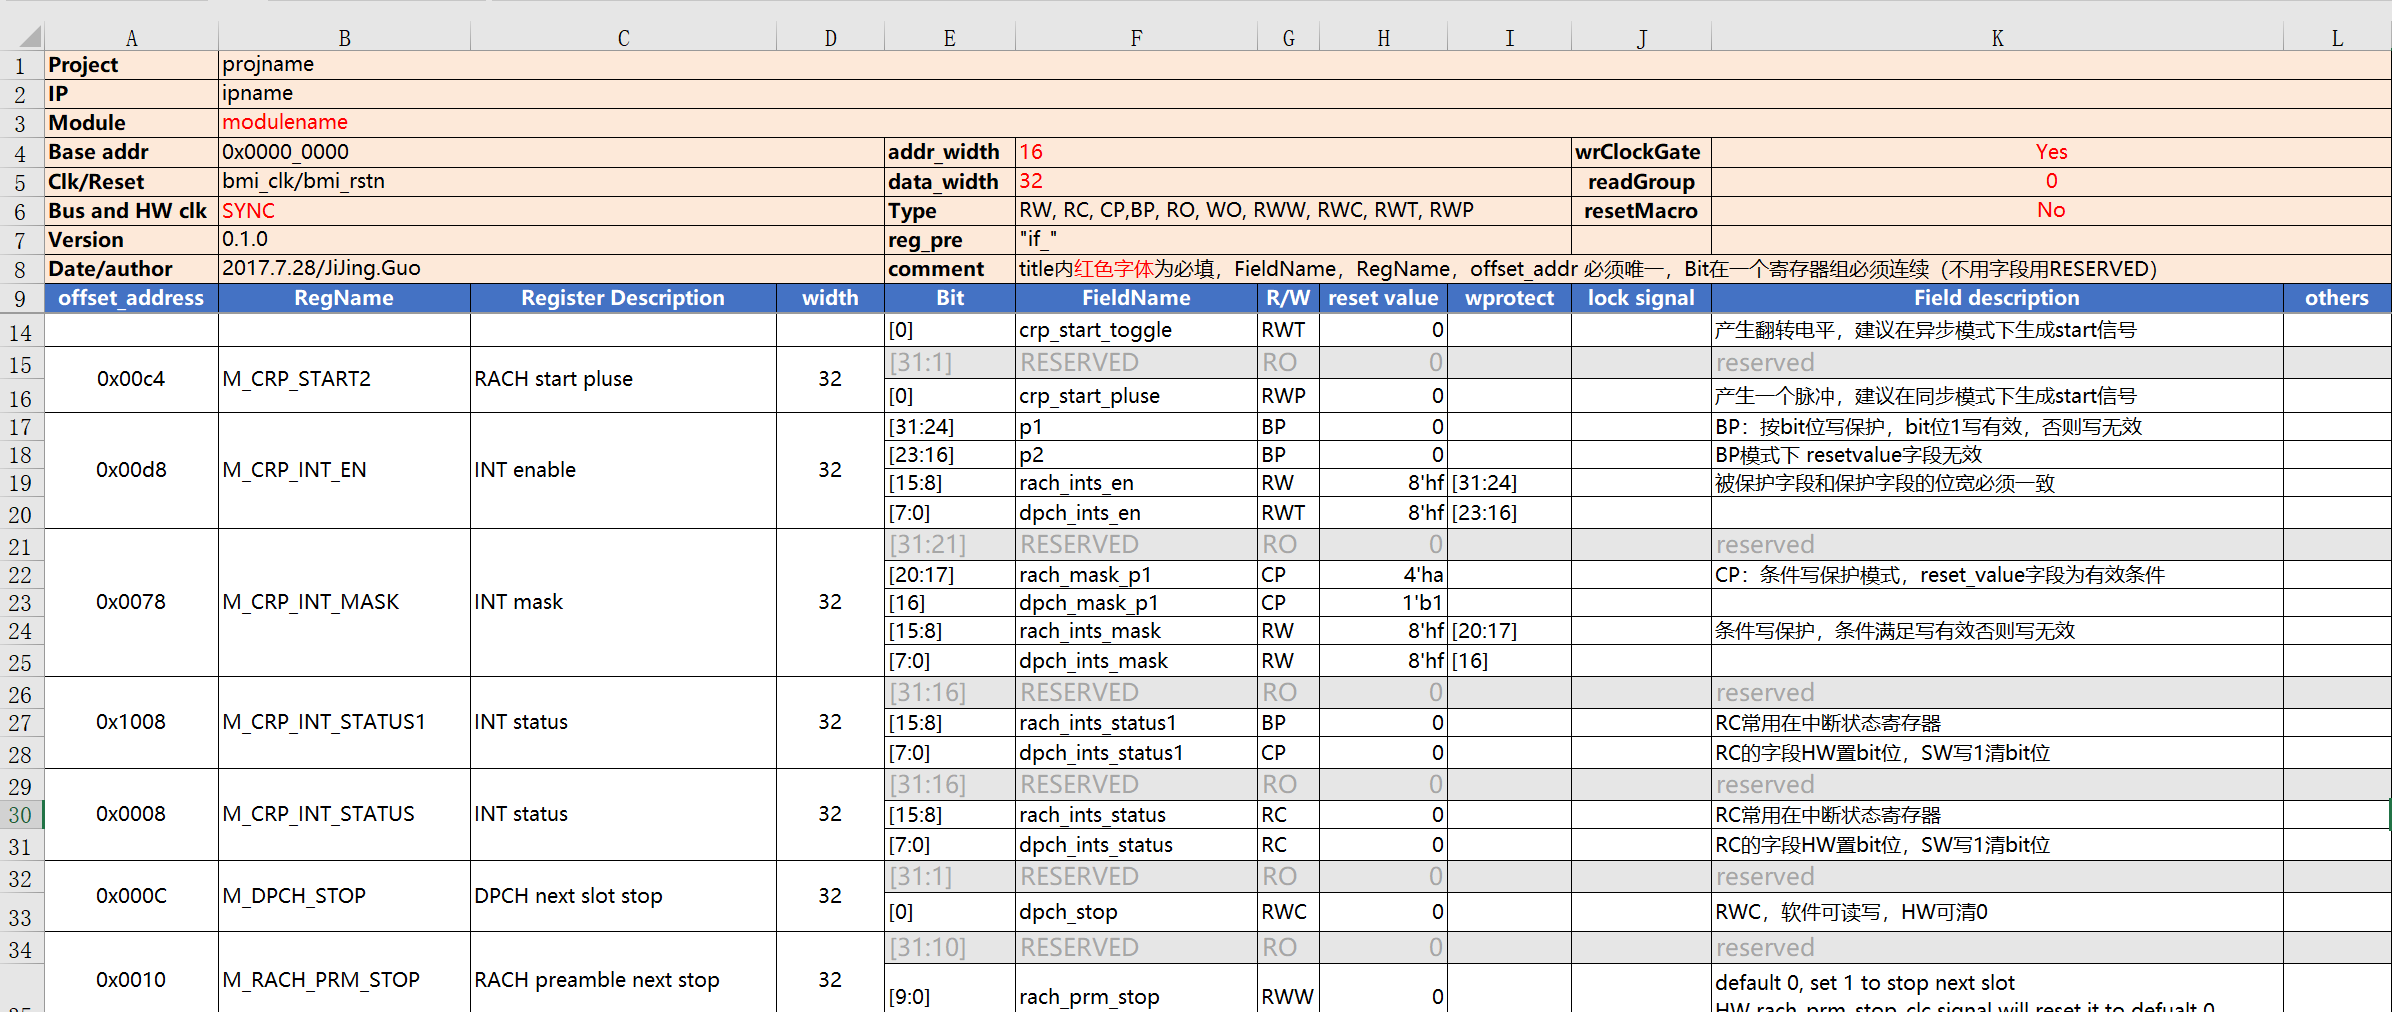 A B C D E F G H I J K L
1 Project projname
2 IP ipname
3 Module modulename
4 Base addr 0x0000_0000 addr_width 16 wrClockGate Yes
5 Clk/Reset bmi_clk/bmi_rstn data_width 32 readGroup 0
6 Bus and HW clk SYNC Type RW, RC, CP,BP, RO, WO, RWW, RWC, RWT, RWP resetMacro No
7 Version 0.1.0 reg_pre "if_"
8 Date/author 2017.7.28/JiJing.Guo comment title内红色字体为必填，FieldName，RegName，offset_addr 必须唯一，Bit在一个寄存器组必须连续（不用字段用RESERVED）
9 offset_address RegName Register Description width Bit FieldName R/W reset value wprotect lock signal Field description others
14 [0] crp_start_toggle RWT 0 产生翻转电平，建议在异步模式下生成start信号
15 [31:1] RESERVED RO 0 reserved
0x00c4 M_CRP_START2 RACH start pluse 32
16 [0] crp_start_pluse RWP 0 产生一个脉冲，建议在同步模式下生成start信号
17 [31:24] p1 BP 0 BP：按bit位写保护，bit位1写有效，否则写无效
18 [23:16] p2 BP 0 BP模式下 resetvalue字段无效
0x00d8 M_CRP_INT_EN INT enable 32
19 [15:8] rach_ints_en RW 8'hf [31:24] 被保护字段和保护字段的位宽必须一致
20 [7:0] dpch_ints_en RWT 8'hf [23:16]
21 [31:21] RESERVED RO 0 reserved
22 [20:17] rach_mask_p1 CP 4'ha CP：条件写保护模式，reset_value字段为有效条件
23 0x0078 M_CRP_INT_MASK INT mask 32 [16] dpch_mask_p1 CP 1'b1
24 [15:8] rach_ints_mask RW 8'hf [20:17] 条件写保护，条件满足写有效否则写无效
25 [7:0] dpch_ints_mask RW 8'hf [16]
26 [31:16] RESERVED RO 0 reserved
27 0x1008 M_CRP_INT_STATUS1 INT status 32 [15:8] rach_ints_status1 BP 0 RC常用在中断状态寄存器
28 [7:0] dpch_ints_status1 CP 0 RC的字段HW置bit位，SW写1清bit位
29 [31:16] RESERVED RO 0 reserved
30 0x0008 M_CRP_INT_STATUS INT status 32 [15:8] rach_ints_status RC 0 RC常用在中断状态寄存器
31 [7:0] dpch_ints_status RC 0 RC的字段HW置bit位，SW写1清bit位
32 [31:1] RESERVED RO 0 reserved
0x000C M_DPCH_STOP DPCH next slot stop 32
33 [0] dpch_stop RWC 0 RWC，软件可读写，HW可清0
34 [31:10] RESERVED RO 0 reserved
0x0010 M_RACH_PRM_STOP RACH preamble next stop 32 default 0, set 1 to stop next slot
[9:0] rach_prm_stop RWW 0
HW rach_prm_stop_clc signal will reset it to defualt 0